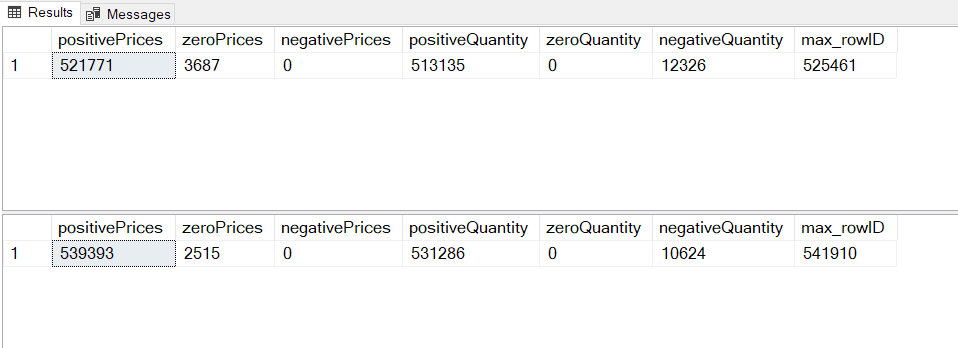 Results Messages
positivePrices zeroPrices negativePrices positiveQuantity zeroQuantity negativeQuantity max_rowID
1 521771 3687 0 513135 0 12326 525461
positivePrices zeroPrices negativePrices positiveQuantity zeroQuantity negativeQuantity max_rowID
1 539393 2515 0 531286 0 10624 541910